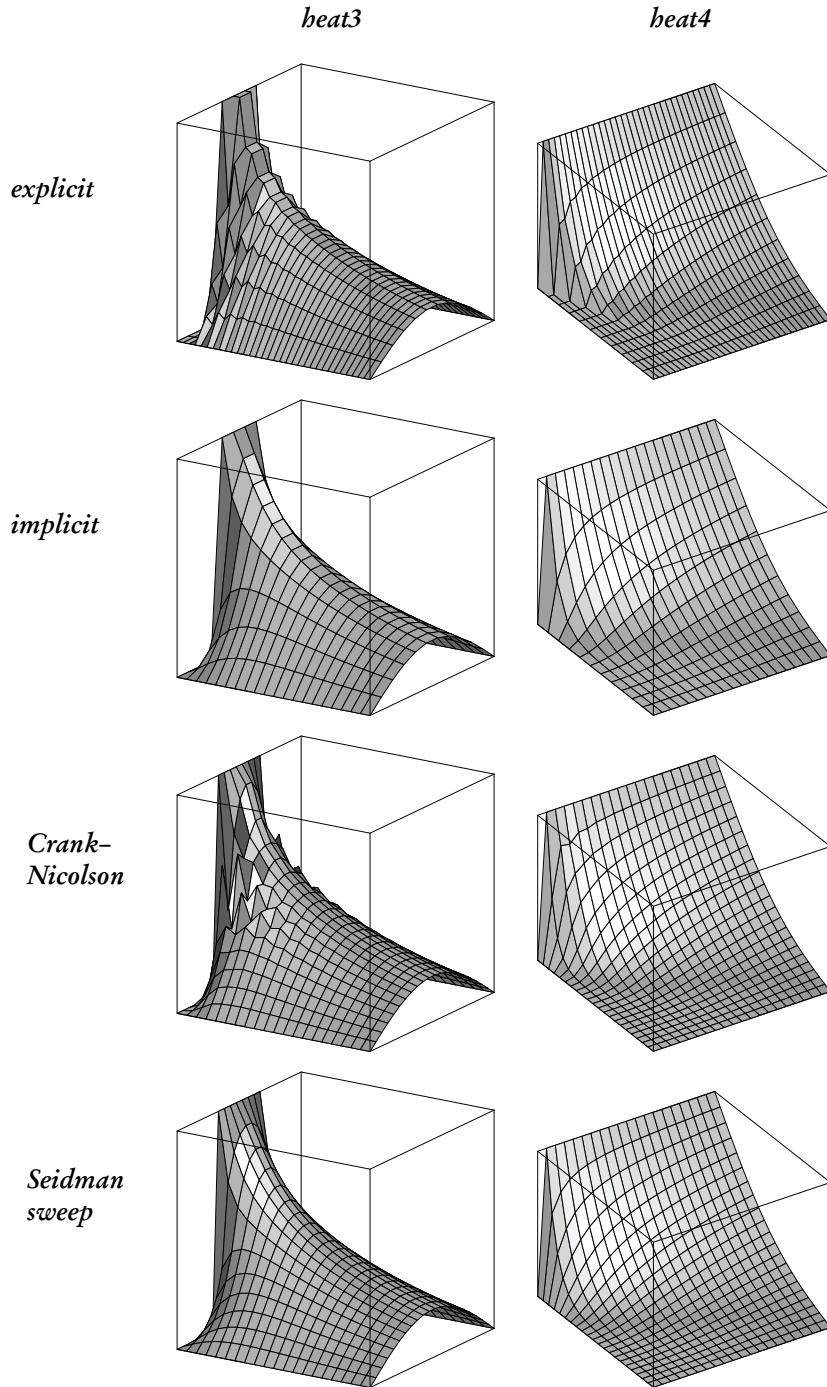 heat3 heat4
explicit
implicit
Crank–
Nicolson
Seidman
sweep